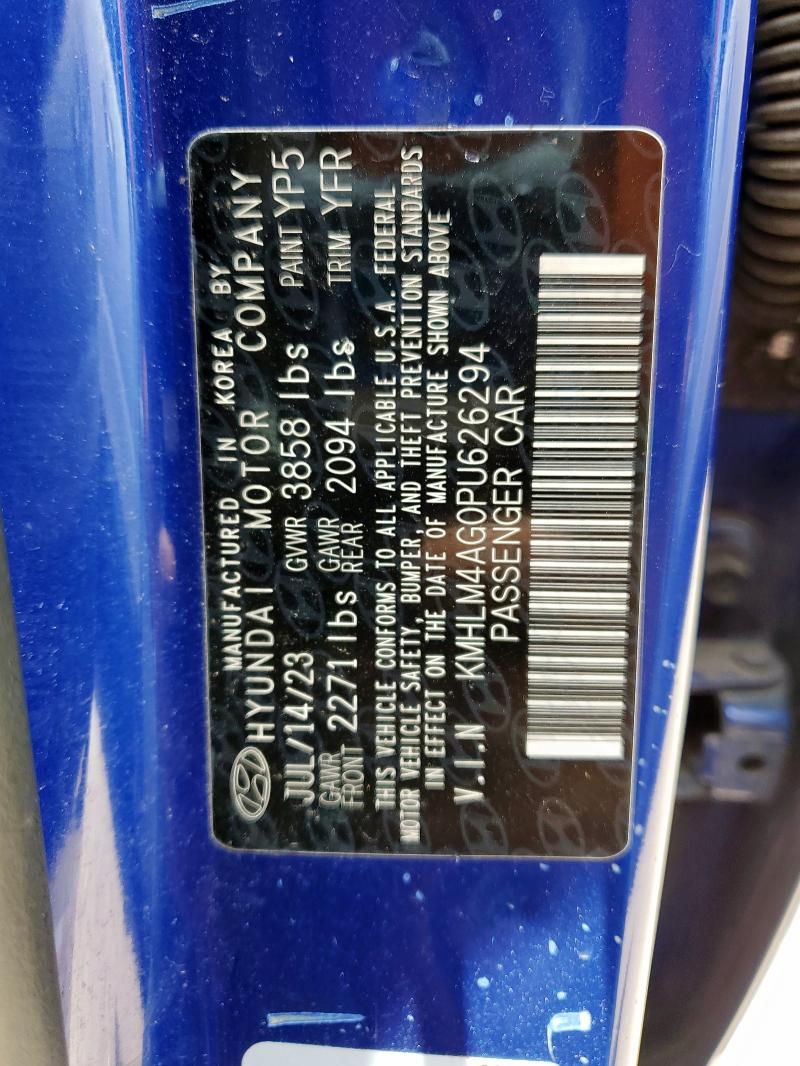 MANUFACTURED IN KOREA BY
HYUNDAI MOTOR COMPANY
JUL/14/23 GVWR 3858 lbs PAINT YP5
GAWR FRONT 2271 lbs GAWR REAR 2094 lbs TRIM YFR
THIS VEHICLE CONFORMS TO ALL APPLICABLE U.S.A. FEDERAL
MOTOR VEHICLE SAFETY, BUMPER, AND THEFT PREVENTION STANDARDS
IN EFFECT ON THE DATE OF MANUFACTURE SHOWN ABOVE
V.I.N KMHLM4AG0PU626294
PASSENGER CAR